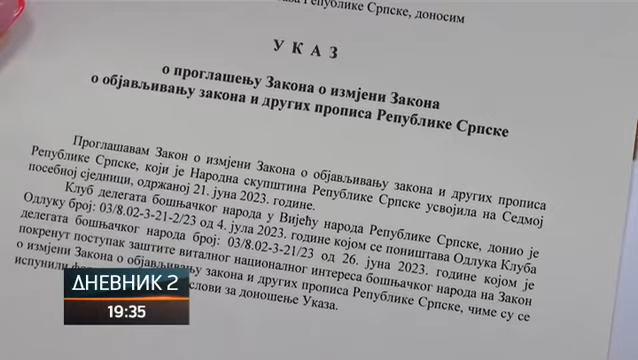 Републике Српске, доносим
У К А З
о проглашењу Закона о измјени Закона
о објављивању закона и других прописа Републике Српске
Проглашавам Закон о измјени Закона о објављивању закона и других прописа
Републике Српске, који је Народна скупштина Републике Српске усвојила на Седмој
посебној сједници, одржаној 21. јуна 2023. године.
Клуб делегата бошњачког народа у Вијећу народа Републике Српске, донио је
Одлуку број: 03/8.02-3-21-2/23 од 4. јула 2023. године којом се поништава Одлука Клуба
делегата бошњачког народа број: 03/8.02-3-21/23 од 26. јуна 2023. године којом је
покренут поступак заштите виталног националног интереса бошњачког народа на Закон
о измјени Закона о објављивању закона и других прописа Републике Српске, чиме су се
испунили слови за доношење Указа.
ДНЕВНИК 2
19:35